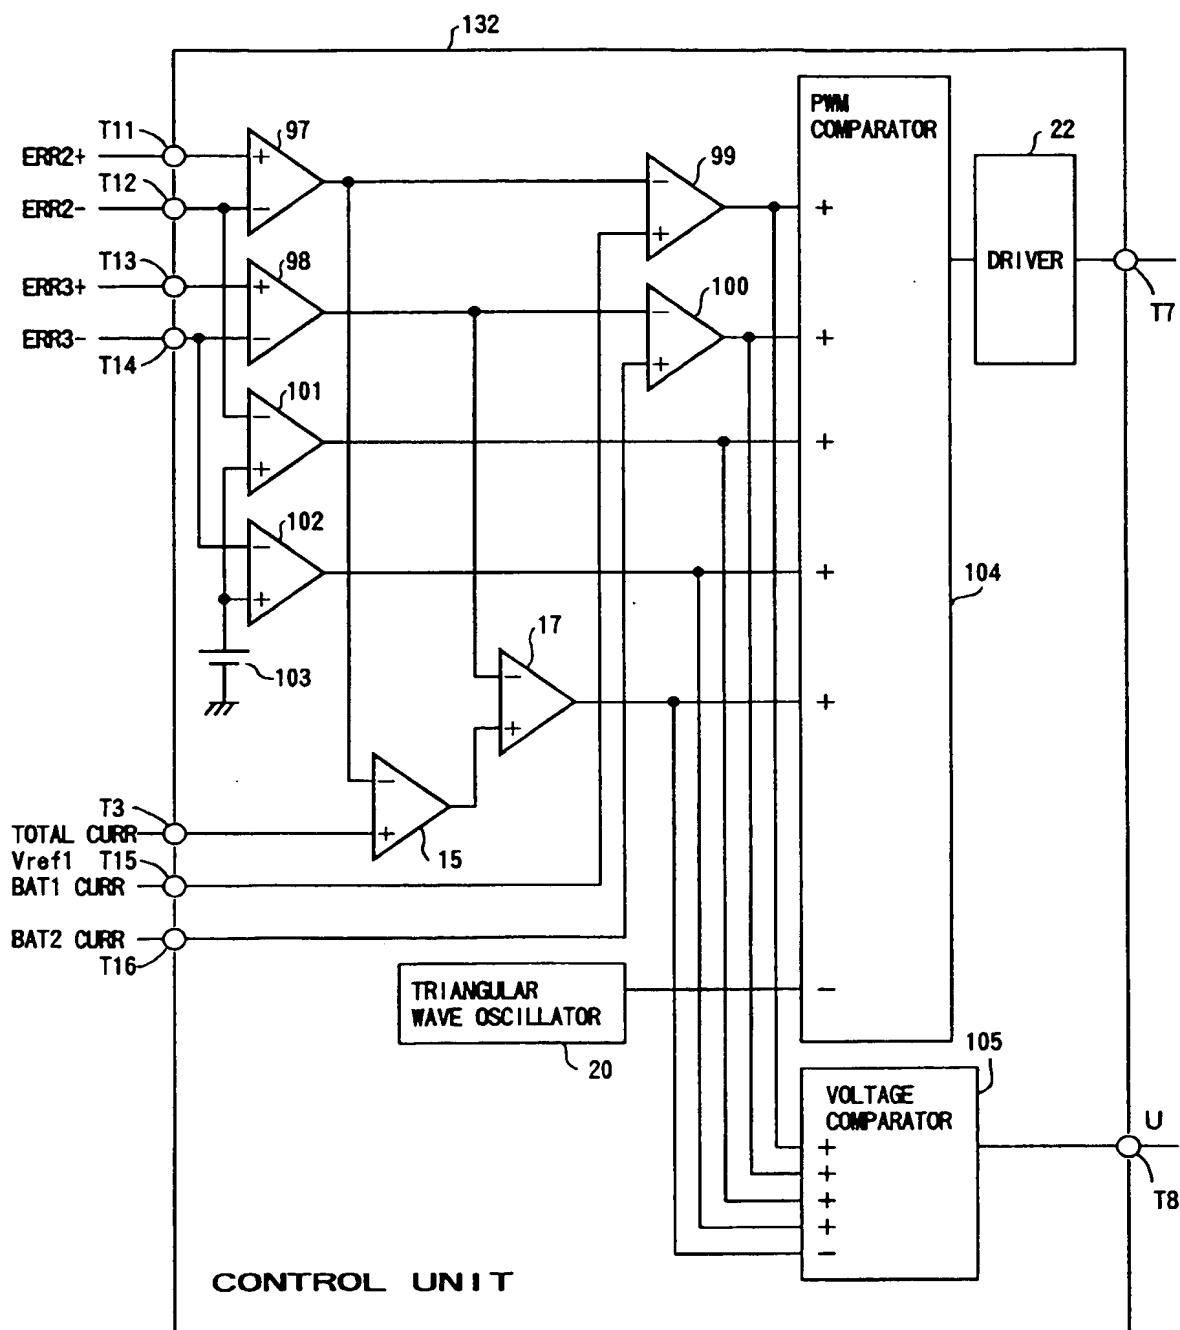 132
T11
97
PWM
COMPARATOR
22
ERR2+
+
99
T12
−
−
ERR2-
−
+
+
T13
98
DRIVER
ERR3+
+
100
−
T7
ERR3-
−
+
T14
+
101
−
+
+
102
−
+
+
104
17
103
−
+
+
T3
−
TOTAL CURR
+
15
Vref1 T15
BAT1 CURR
BAT2 CURR
T16
TRIANGULAR
WAVE OSCILLATOR
−
20
105
VOLTAGE
COMPARATOR
U
+
+
T8
+
+
−
CONTROL UNIT